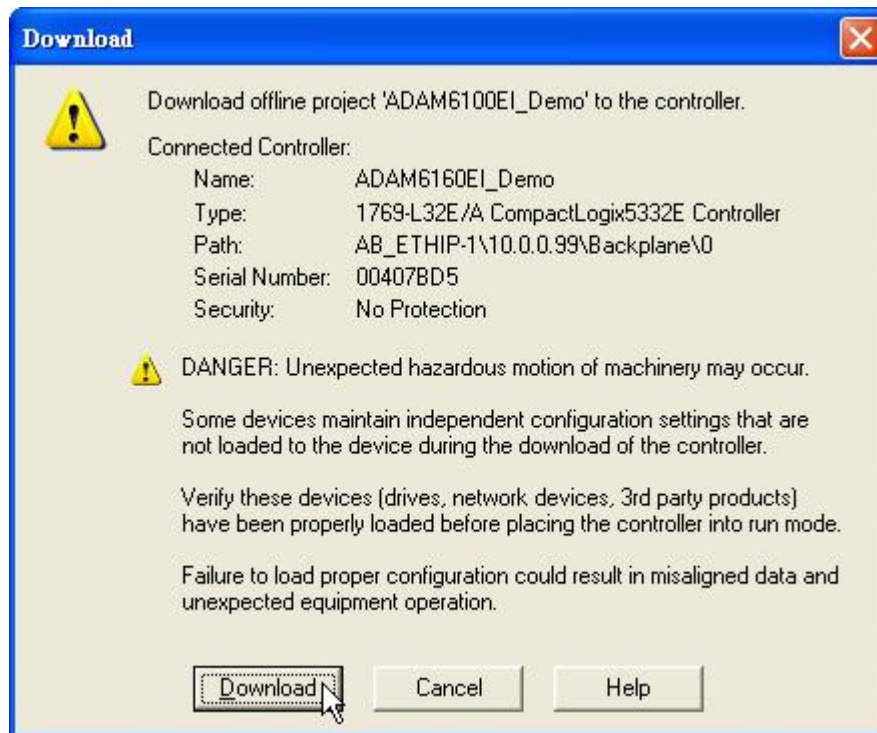 Download
Download offline project 'ADAM6100EI_Demo' to the controller.
Connected Controller:
Name: ADAM6160EI_Demo
Type: 1769-L32E/A CompactLogix5332E Controller
Path: AB_ETHIP-1\10.0.0.99\Backplane\0
Serial Number: 00407BD5
Security: No Protection
DANGER: Unexpected hazardous motion of machinery may occur.
Some devices maintain independent configuration settings that are
not loaded to the device during the download of the controller.
Verify these devices (drives, network devices, 3rd party products)
have been properly loaded before placing the controller into run mode.
Failure to load proper configuration could result in misaligned data and
unexpected equipment operation.
Download Cancel Help